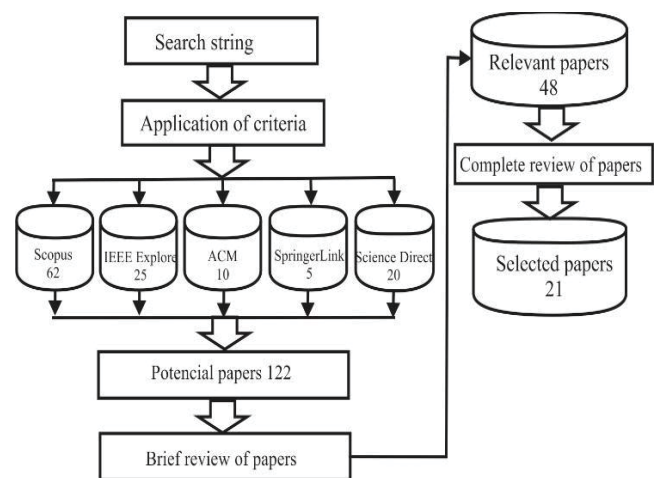 Search string
Application of criteria
Scopus
62
IEEE Explore
25
ACM
10
SpringerLink
5
Science Direct
20
Potencial papers 122
Brief review of papers
Relevant papers
48
Complete review of papers
Selected papers
21